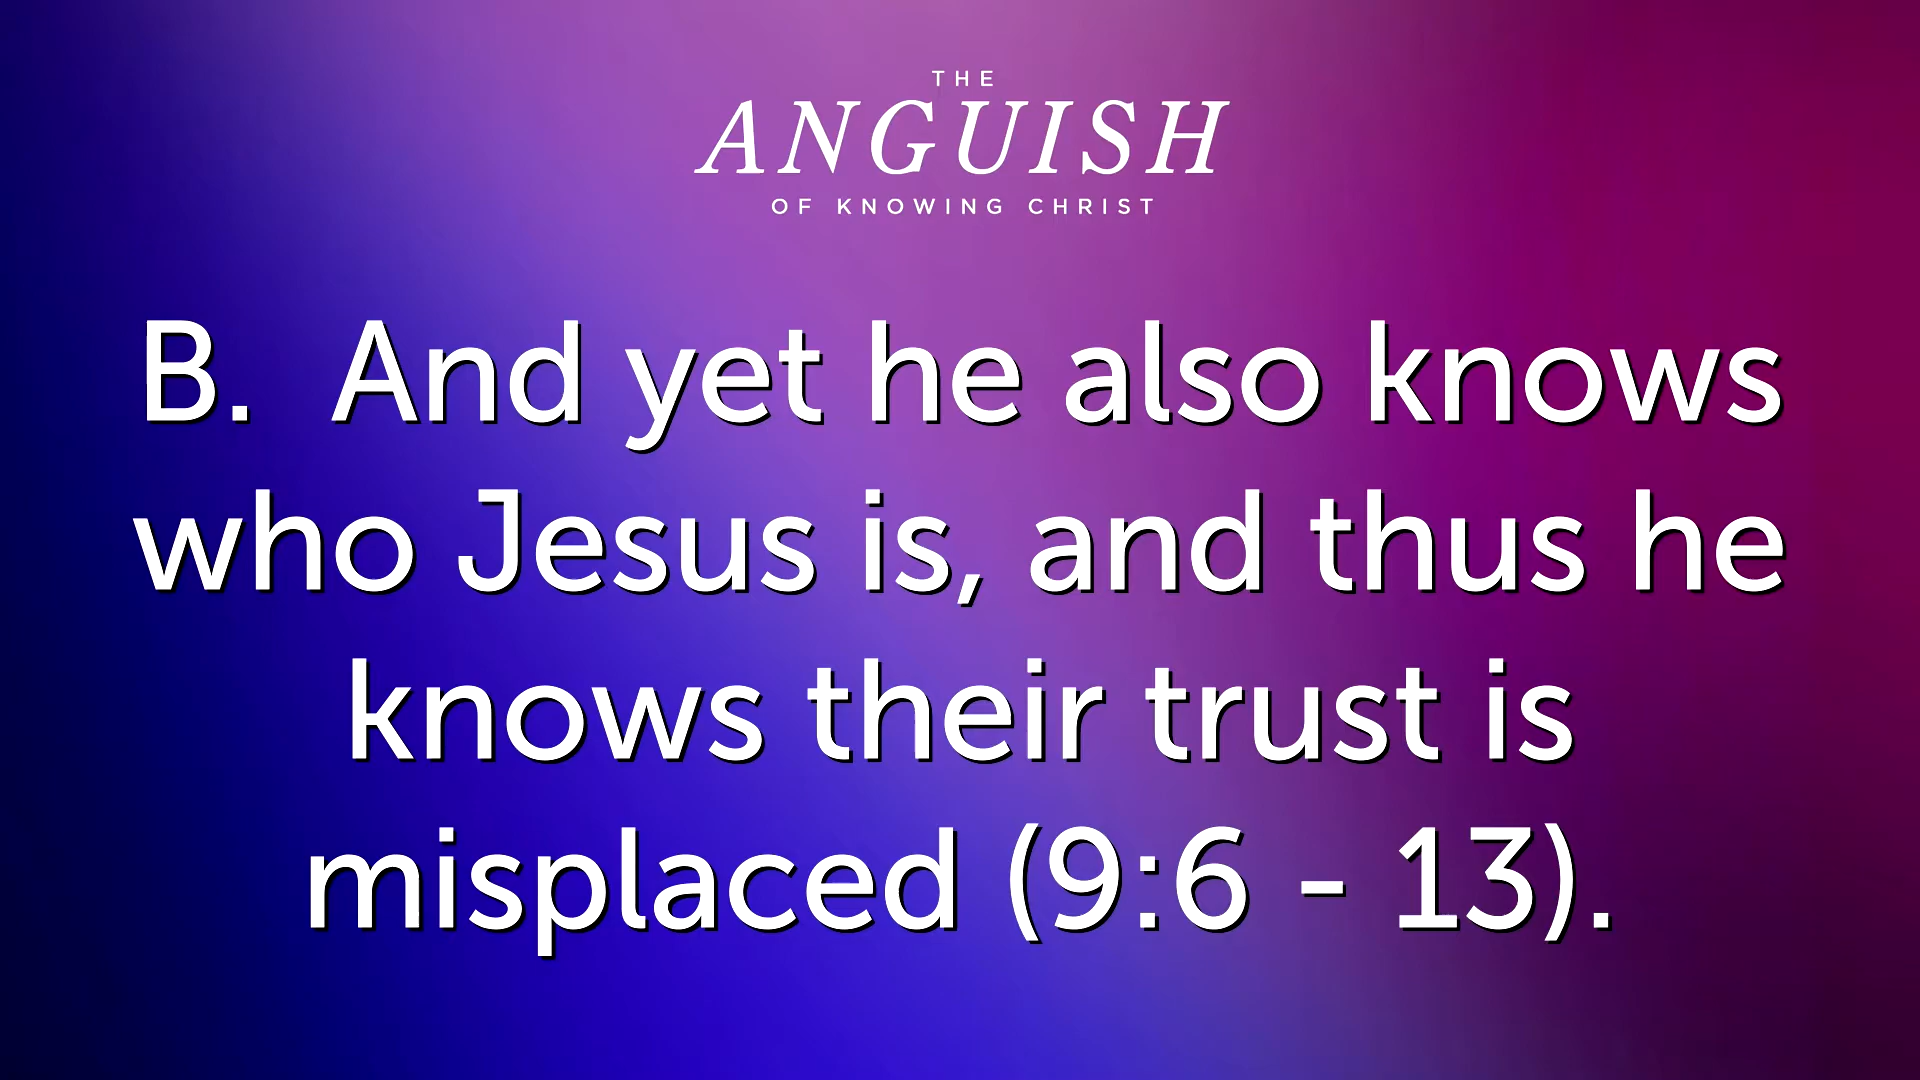 THE
ANGUISH
OF KNOWING CHRIST
B. And yet he also knows
who Jesus is, and thus he
knows their trust is
misplaced (9:6 - 13).